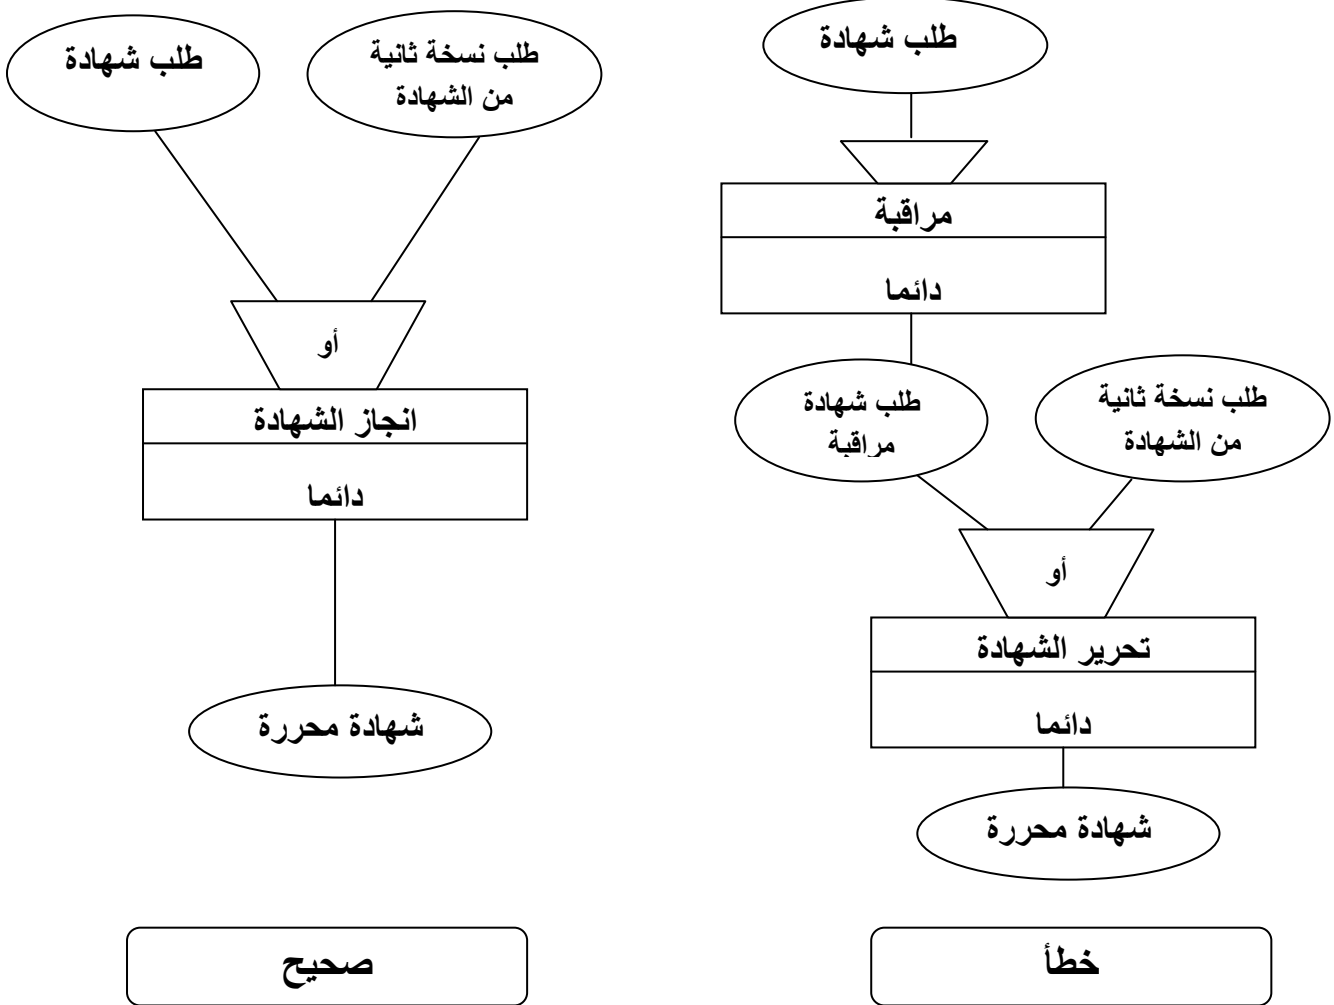 طلب شهادة
طلب نسخة ثانية
من الشهادة
أو
انجاز الشهادة
دائما
شهادة محررة
صحيح
طلب شهادة
مراقبة
دائما
طلب شهادة
مراقبة
طلب نسخة ثانية
من الشهادة
أو
تحرير الشهادة
دائما
شهادة محررة
خطأ